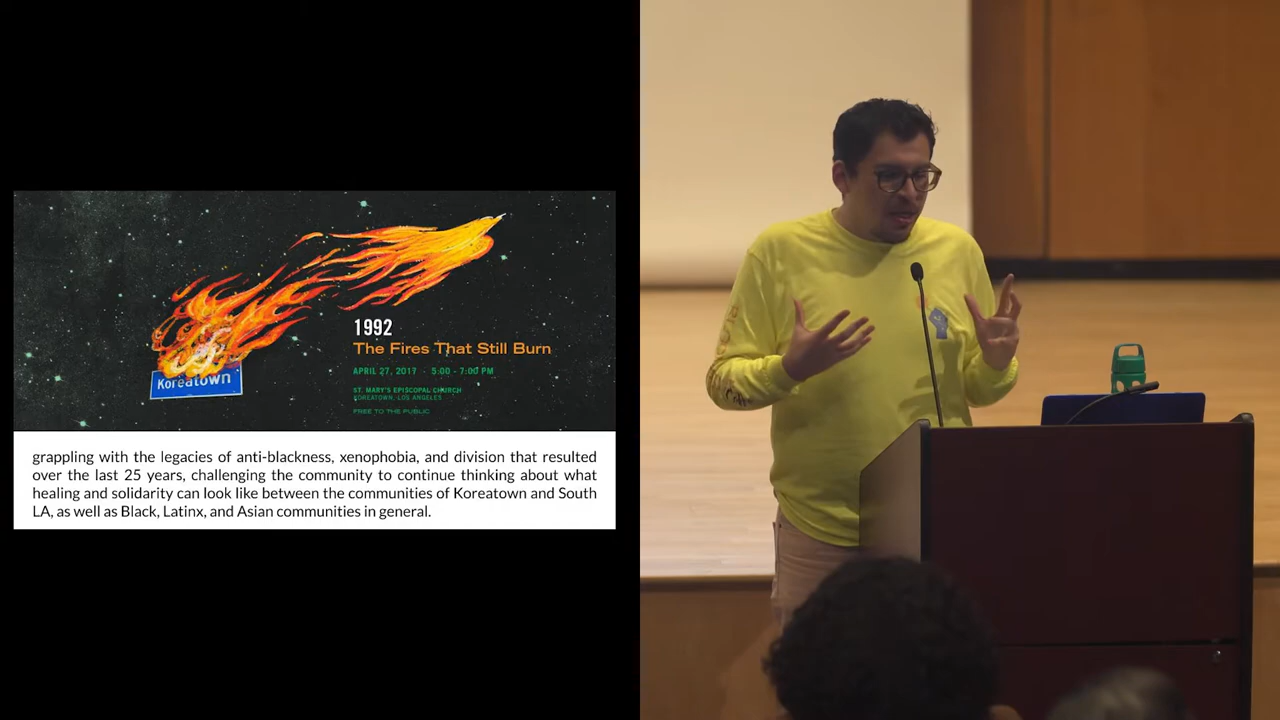 Koreatown
1992
The Fires That Still Burn
APRIL 27, 2017 · 5:00 - 7:00 PM
ST. MARY'S EPISCOPAL CHURCH
KOREATOWN, LOS ANGELES
FREE TO THE PUBLIC
grappling with the legacies of anti-blackness, xenophobia, and division that resulted
over the last 25 years, challenging the community to continue thinking about what
healing and solidarity can look like between the communities of Koreatown and South
LA, as well as Black, Latinx, and Asian communities in general.